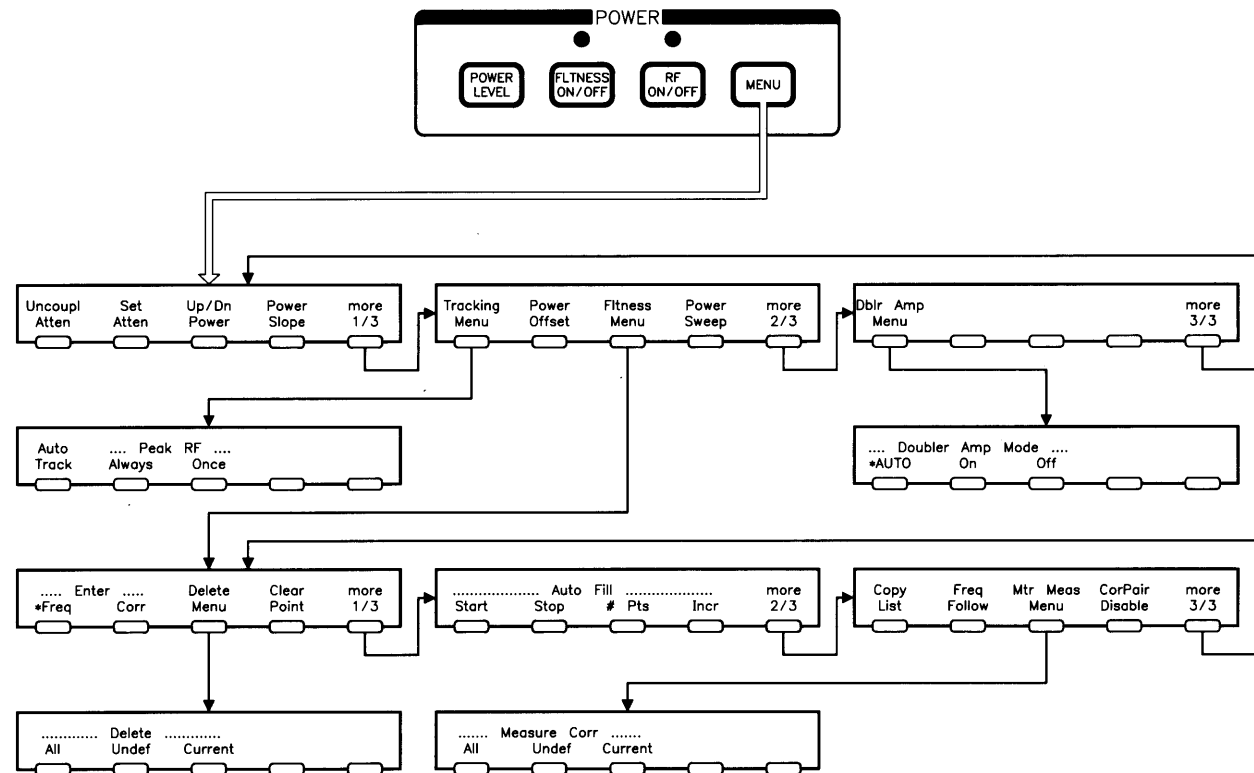 POWER
POWER LEVEL
FLTNESS ON/OFF
RF ON/OFF
MENU
Uncoupl Atten
Set Atten
Up/Dn Power
Power Slope
more 1/3
Tracking Menu
Power Offset
Fltness Menu
Power Sweep
more 2/3
Dblr Amp Menu
more 3/3
Auto Track
.... Peak RF ....
Always
Once
.... Doubler Amp Mode ....
*AUTO
On
Off
..... Enter .....
*Freq
Corr
Delete Menu
Clear Point
more 1/3
................... Auto Fill ...................
Start
Stop
# Pts
Incr
more 2/3
Copy List
Freq Follow
Mtr Meas Menu
CorPair Disable
more 3/3
............. Delete .............
All
Undef
Current
....... Measure Corr .......
All
Undef
Current